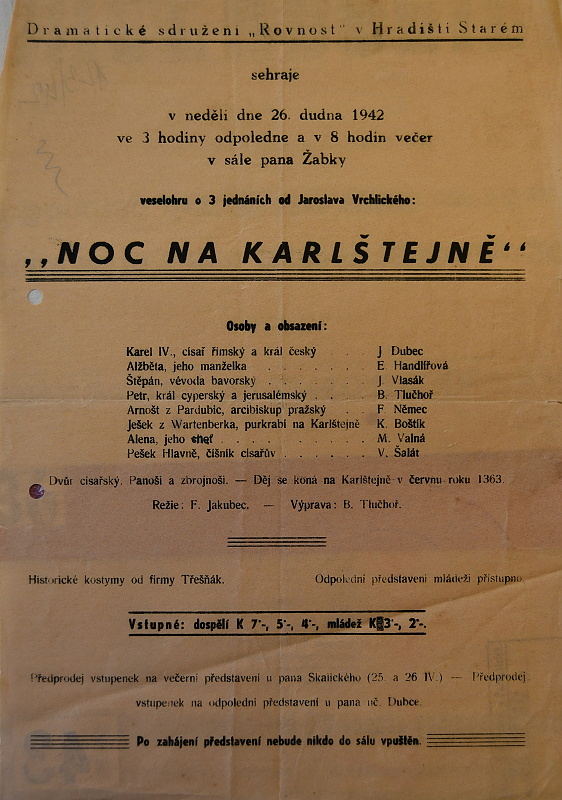 Dramatické sdružení „Rovnost" v Hradišti Starém
sehraje
v neděli dne 26. dudna 1942
ve 3 hodiny odpoledne a v 8 hodin večer
v sále pana Žabky
veselohru o 3 jednáních od Jaroslava Vrchlického:
„NOC NA KARLŠTEJNĚ“
Osoby a obsazení:
Karel IV., císař římský a král český . . J Dubec
Alžběta, jeho manželka . . . . . . E Handlířová
Štěpán, vévoda bavorský . . . . . . J. Vlasák
Petr, král cyperský a jerusalémský . . . B. Tlučhoř
Arnošt z Pardubic, arcibiskup pražský . . F. Němec
Ješek z Wartenberka, purkrabí na Karlštejně K. Boštík
Alena, jeho . . . . . . . . M. Valná
Pešek Hlavně, číšník císařův . . . . . V. Šalát
Dvůr císařský. Panoši a zbrojnoši. — Děj se koná na Karlštejně v červnu roku 1363.
Režie: F. Jakubec. — Výprava: B. Tlučhoř.
Historické kostymy od firmy Třešňák. Odpolední představení mládeži přístupno
Vstupné: dospělí K 7·-, 5·-, 4·-, mládež K 3·-, 2·-.
Předprodej vstupenek na večerní představení u pana Skalického (25. a 26 IV.) — Předprodej
vstupenek na odpolední představení u pana uč. Dubce.
Po zahájení představení nebude nikdo do sálu vpuštěn.